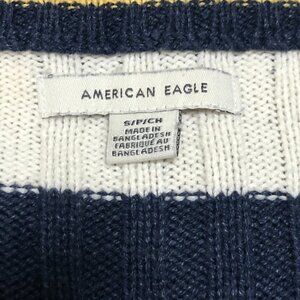 AMERICAN EAGLE
S/P/CH
MADE IN
BANGLADESH
FABRIQUÉ AU
BANGLADESH